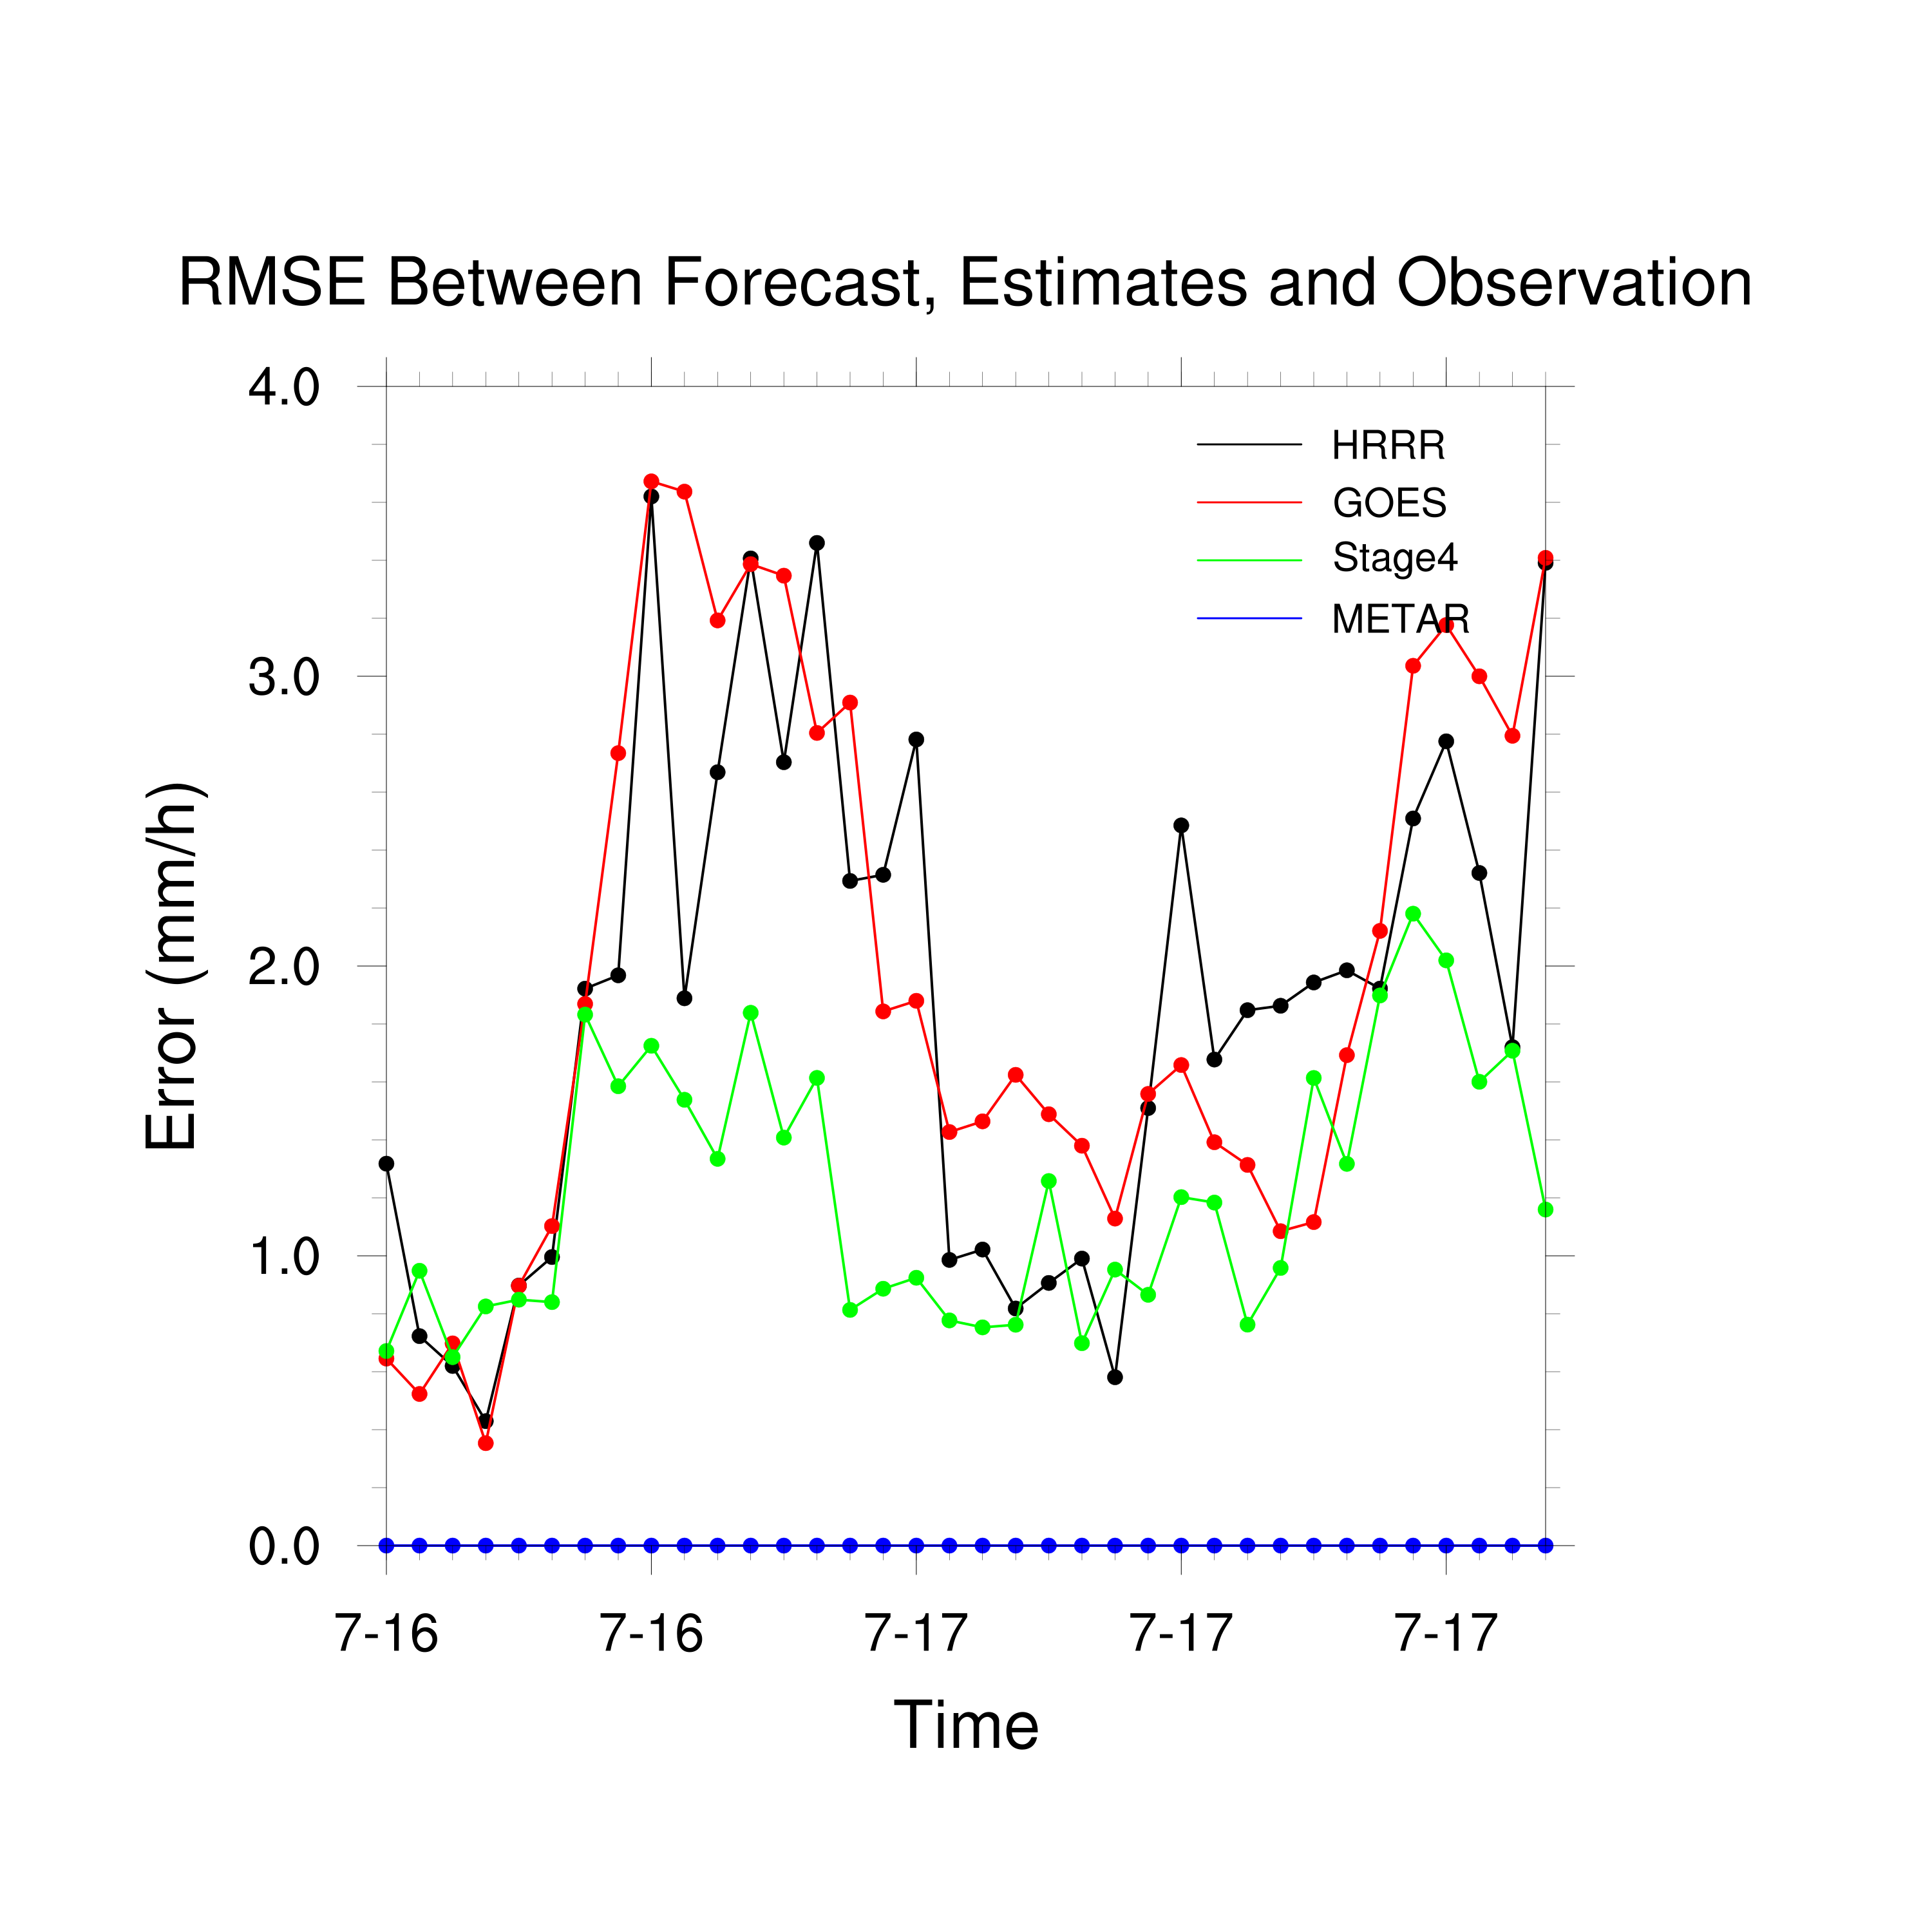 RMSE Between Forecast, Estimates and Observation
4.0
HRRR
GOES
Stage4
METAR
3.0
2.0
1.0
0.0
Error (mm/h)
7-16 7-16 7-17 7-17 7-17
Time